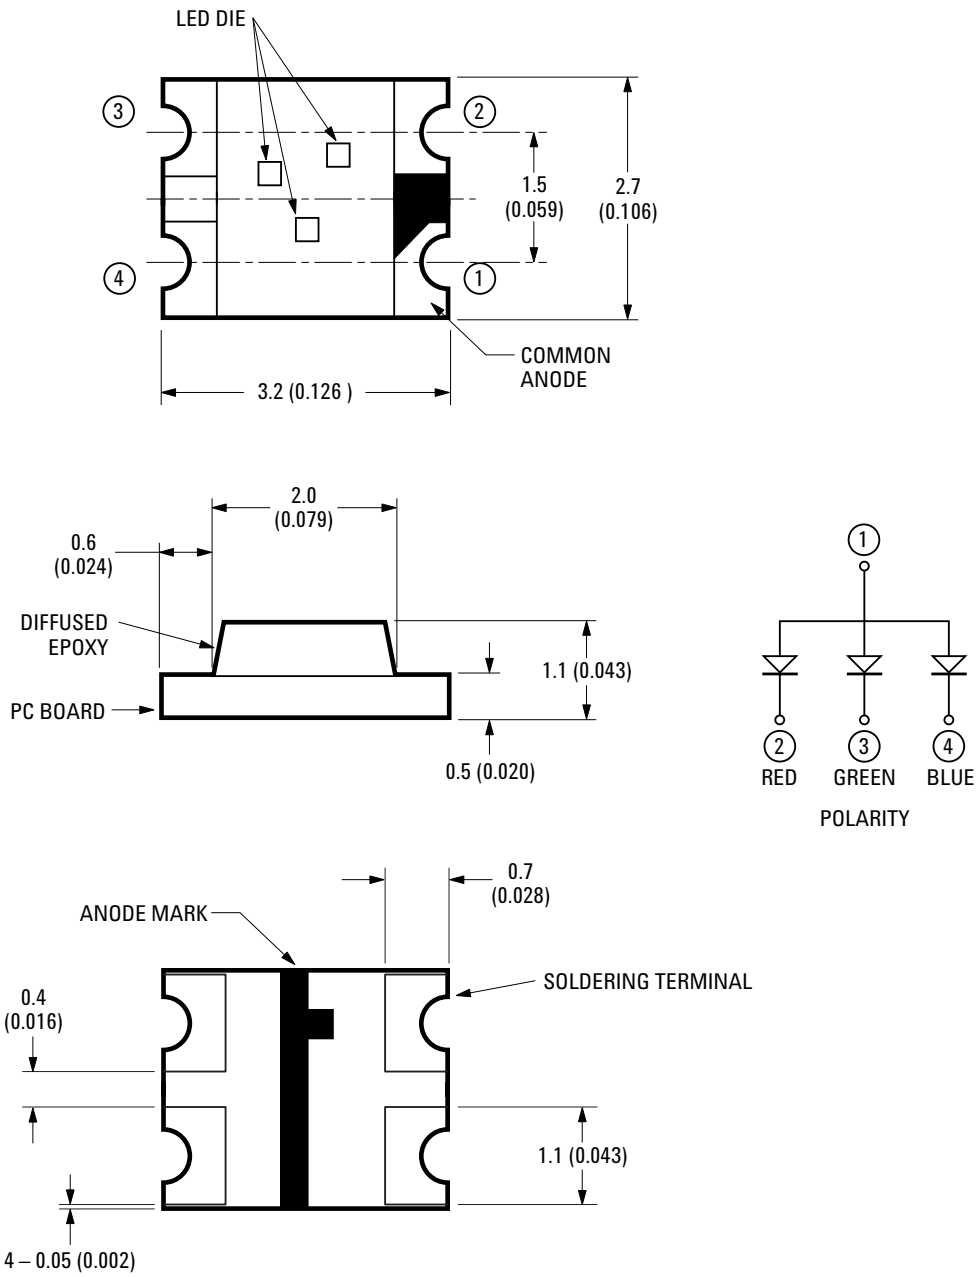 LED DIE
③
②
④
①
1.5
(0.059)
2.7
(0.106)
COMMON
ANODE
3.2 (0.126 )
2.0
(0.079)
0.6
(0.024)
DIFFUSED
EPOXY
PC BOARD
1.1 (0.043)
0.5 (0.020)
①
② ③ ④
RED GREEN BLUE
POLARITY
0.7
(0.028)
ANODE MARK
SOLDERING TERMINAL
0.4
(0.016)
1.1 (0.043)
4 – 0.05 (0.002)